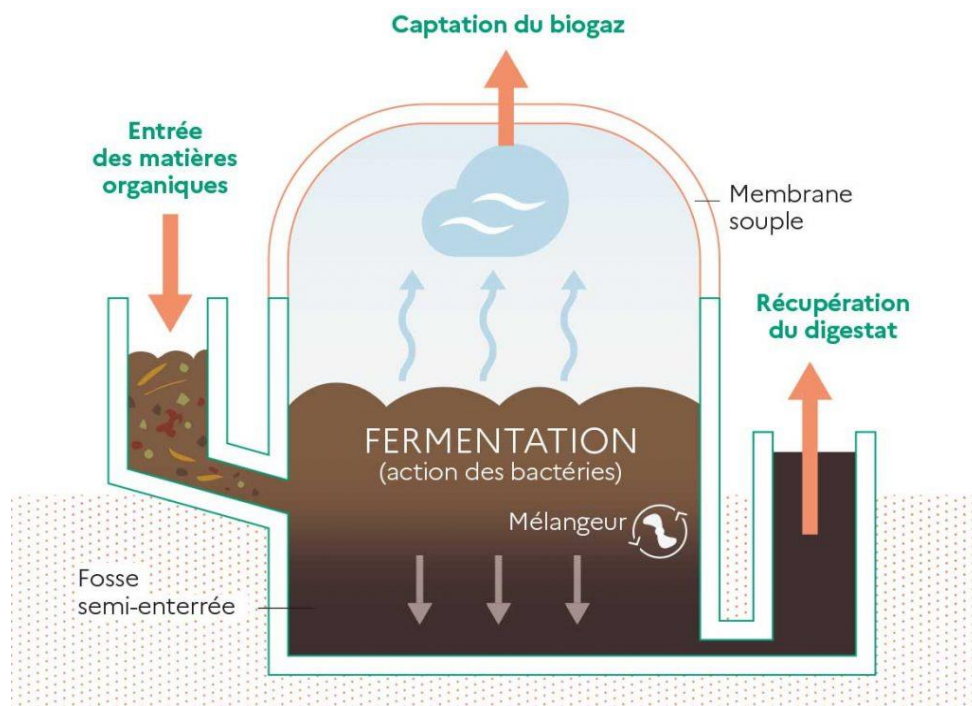 Captation du biogaz
Entrée
des matières
organiques
Membrane
souple
Récupération
du digestat
FERMENTATION
(action des bactéries)
Mélangeur
Fosse
semi-enterrée